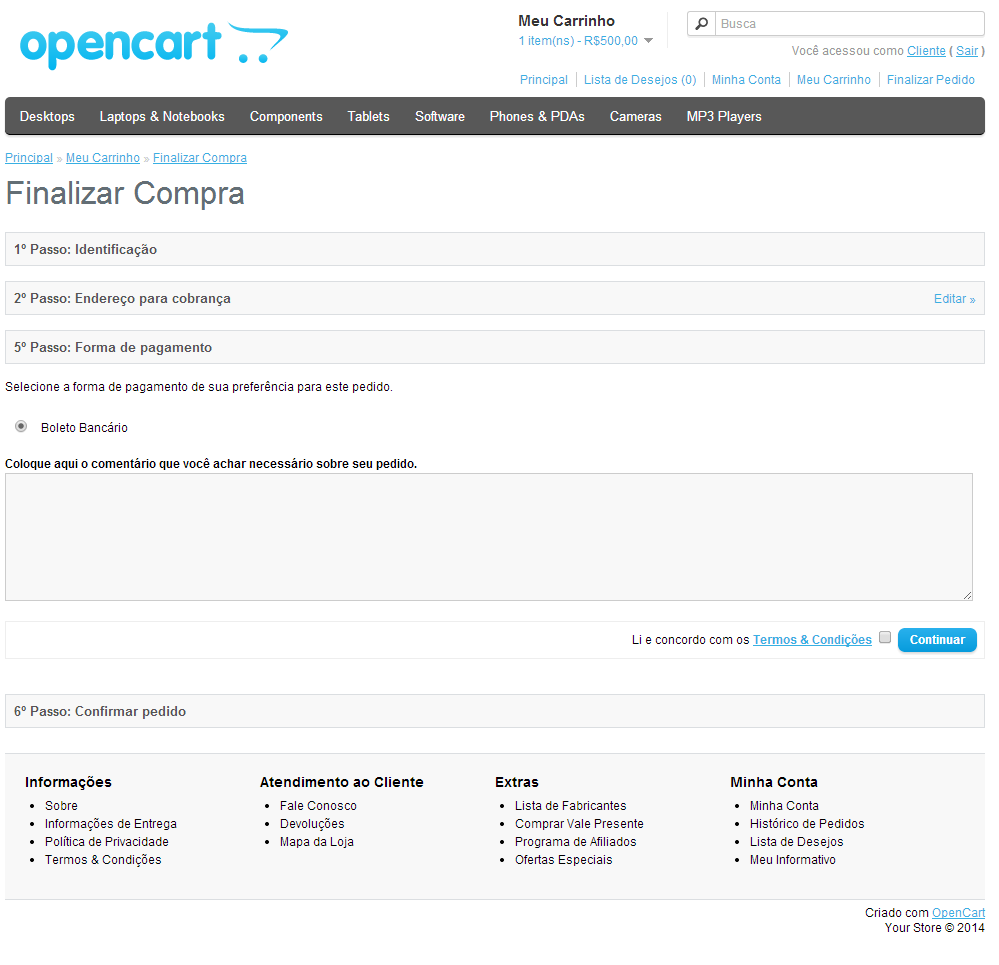 opencart
Meu Carrinho
1 item(ns) - R$500,00
Busca
Você acessou como Cliente ( Sair )
Principal Lista de Desejos (0) Minha Conta Meu Carrinho Finalizar Pedido
Desktops Laptops & Notebooks Components Tablets Software Phones & PDAs Cameras MP3 Players
Principal » Meu Carrinho » Finalizar Compra
Finalizar Compra
1º Passo: Identificação
2º Passo: Endereço para cobrança Editar »
5º Passo: Forma de pagamento
Selecione a forma de pagamento de sua preferência para este pedido.
Boleto Bancário
Coloque aqui o comentário que você achar necessário sobre seu pedido.
Li e concordo com os Termos & Condições Continuar
6º Passo: Confirmar pedido
Informações
Sobre
Informações de Entrega
Política de Privacidade
Termos & Condições
Atendimento ao Cliente
Fale Conosco
Devoluções
Mapa da Loja
Extras
Lista de Fabricantes
Comprar Vale Presente
Programa de Afiliados
Ofertas Especiais
Minha Conta
Minha Conta
Histórico de Pedidos
Lista de Desejos
Meu Informativo
Criado com OpenCart
Your Store © 2014